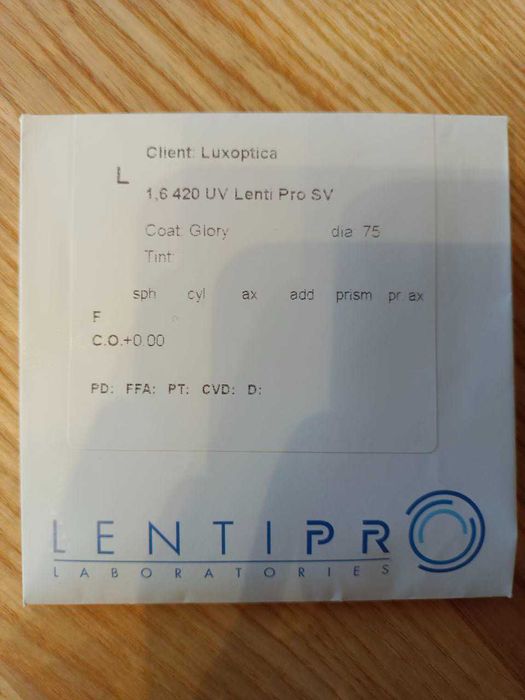 Client: Luxoptica
L
1,6 420 UV Lenti Pro SV
Coat. Glory dia 75
Tint:
sph cyl ax add prism pr.ax
F
C.O.+0.00
PD: FFA: PT: CVD: D:
LENTIPRO
LABORATORIES